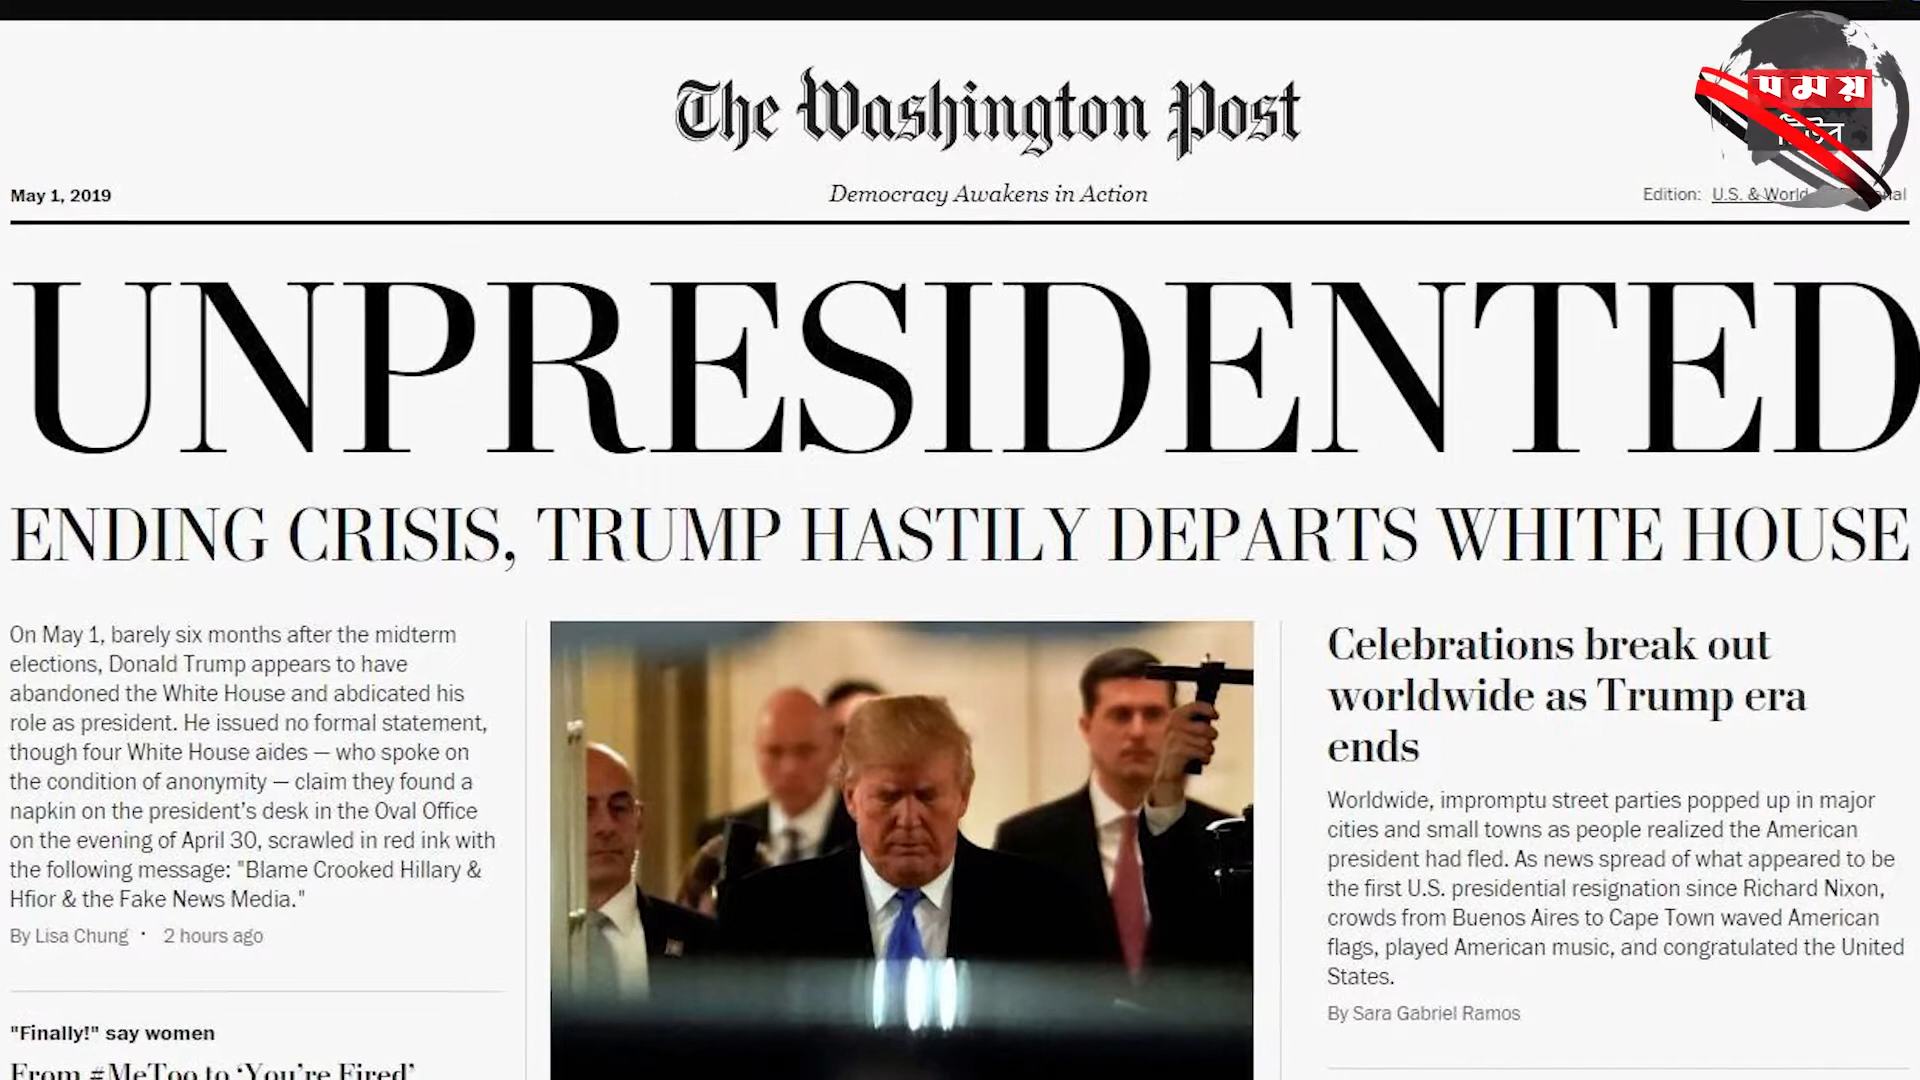 The Washington Post
সময়
May 1, 2019
Democracy Awakens in Action
Edition: U.S. & World
UNPRESIDENTED
ENDING CRISIS, TRUMP HASTILY DEPARTS WHITE HOUSE
On May 1, barely six months after the midterm
elections, Donald Trump appears to have
abandoned the White House and abdicated his
role as president. He issued no formal statement,
though four White House aides — who spoke on
the condition of anonymity — claim they found a
napkin on the president's desk in the Oval Office
on the evening of April 30, scrawled in red ink with
the following message: "Blame Crooked Hillary &
Hfior & the Fake News Media."
By Lisa Chung · 2 hours ago
"Finally!" say women
From #MeToo to ‘You're Fired’
Celebrations break out
worldwide as Trump era
ends
Worldwide, impromptu street parties popped up in major
cities and small towns as people realized the American
president had fled. As news spread of what appeared to be
the first U.S. presidential resignation since Richard Nixon,
crowds from Buenos Aires to Cape Town waved American
flags, played American music, and congratulated the United
States.
By Sara Gabriel Ramos